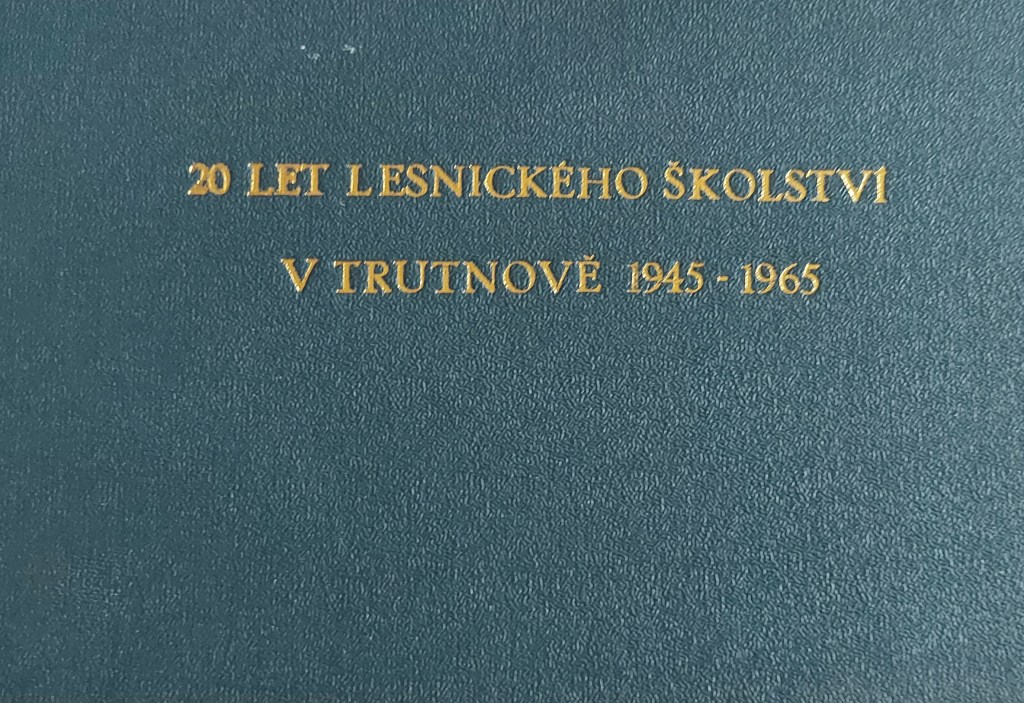 20 LET LESNICKÉHO ŠKOLSTVÍ
V TRUTNOVĚ 1945 - 1965